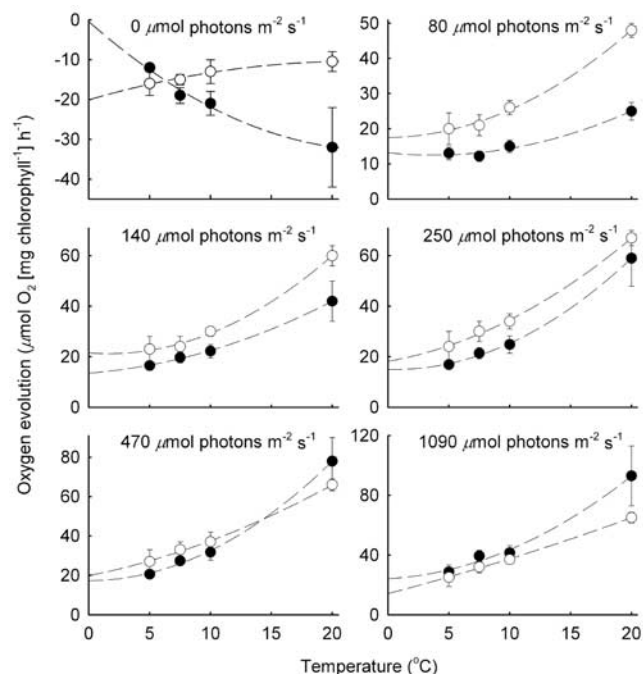 0 μmol photons m⁻² s⁻¹
80 μmol photons m⁻² s⁻¹
0
-10
-20
-30
-40
50
40
30
20
10
0
140 μmol photons m⁻² s⁻¹
250 μmol photons m⁻² s⁻¹
60
40
20
0
60
40
20
0
470 μmol photons m⁻² s⁻¹
1090 μmol photons m⁻² s⁻¹
80
60
40
20
0
120
80
40
0
0 5 10 15 20
0 5 10 15 20
Oxygen evolution (μmol O₂ [mg chlorophyll⁻¹] h⁻¹)
Temperature (°C)